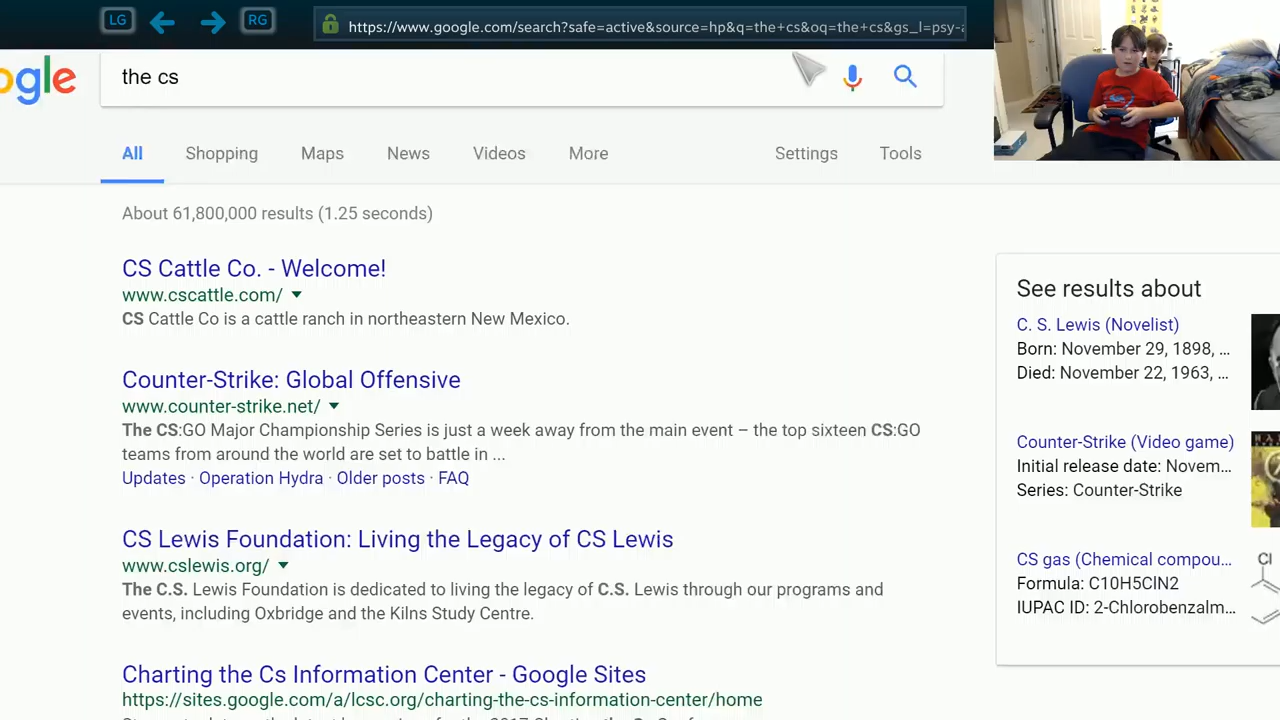 LG
RG
https://www.google.com/search?safe=active&source=hp&q=the+cs&oq=the+cs&gs_l=psy-a
ogle
the cs
All Shopping Maps News Videos More Settings Tools
About 61,800,000 results (1.25 seconds)
CS Cattle Co. - Welcome!
www.cscattle.com/
CS Cattle Co is a cattle ranch in northeastern New Mexico.
Counter-Strike: Global Offensive
www.counter-strike.net/
The CS:GO Major Championship Series is just a week away from the main event – the top sixteen CS:GO
teams from around the world are set to battle in ...
Updates · Operation Hydra · Older posts · FAQ
CS Lewis Foundation: Living the Legacy of CS Lewis
www.cslewis.org/
The C.S. Lewis Foundation is dedicated to living the legacy of C.S. Lewis through our programs and
events, including Oxbridge and the Kilns Study Centre.
Charting the Cs Information Center - Google Sites
https://sites.google.com/a/lcsc.org/charting-the-cs-information-center/home
See results about
C. S. Lewis (Novelist)
Born: November 29, 1898, ...
Died: November 22, 1963, ...
Counter-Strike (Video game)
Initial release date: Novem...
Series: Counter-Strike
CS gas (Chemical compou...
Formula: C10H5ClN2
IUPAC ID: 2-Chlorobenzalm...
Cl